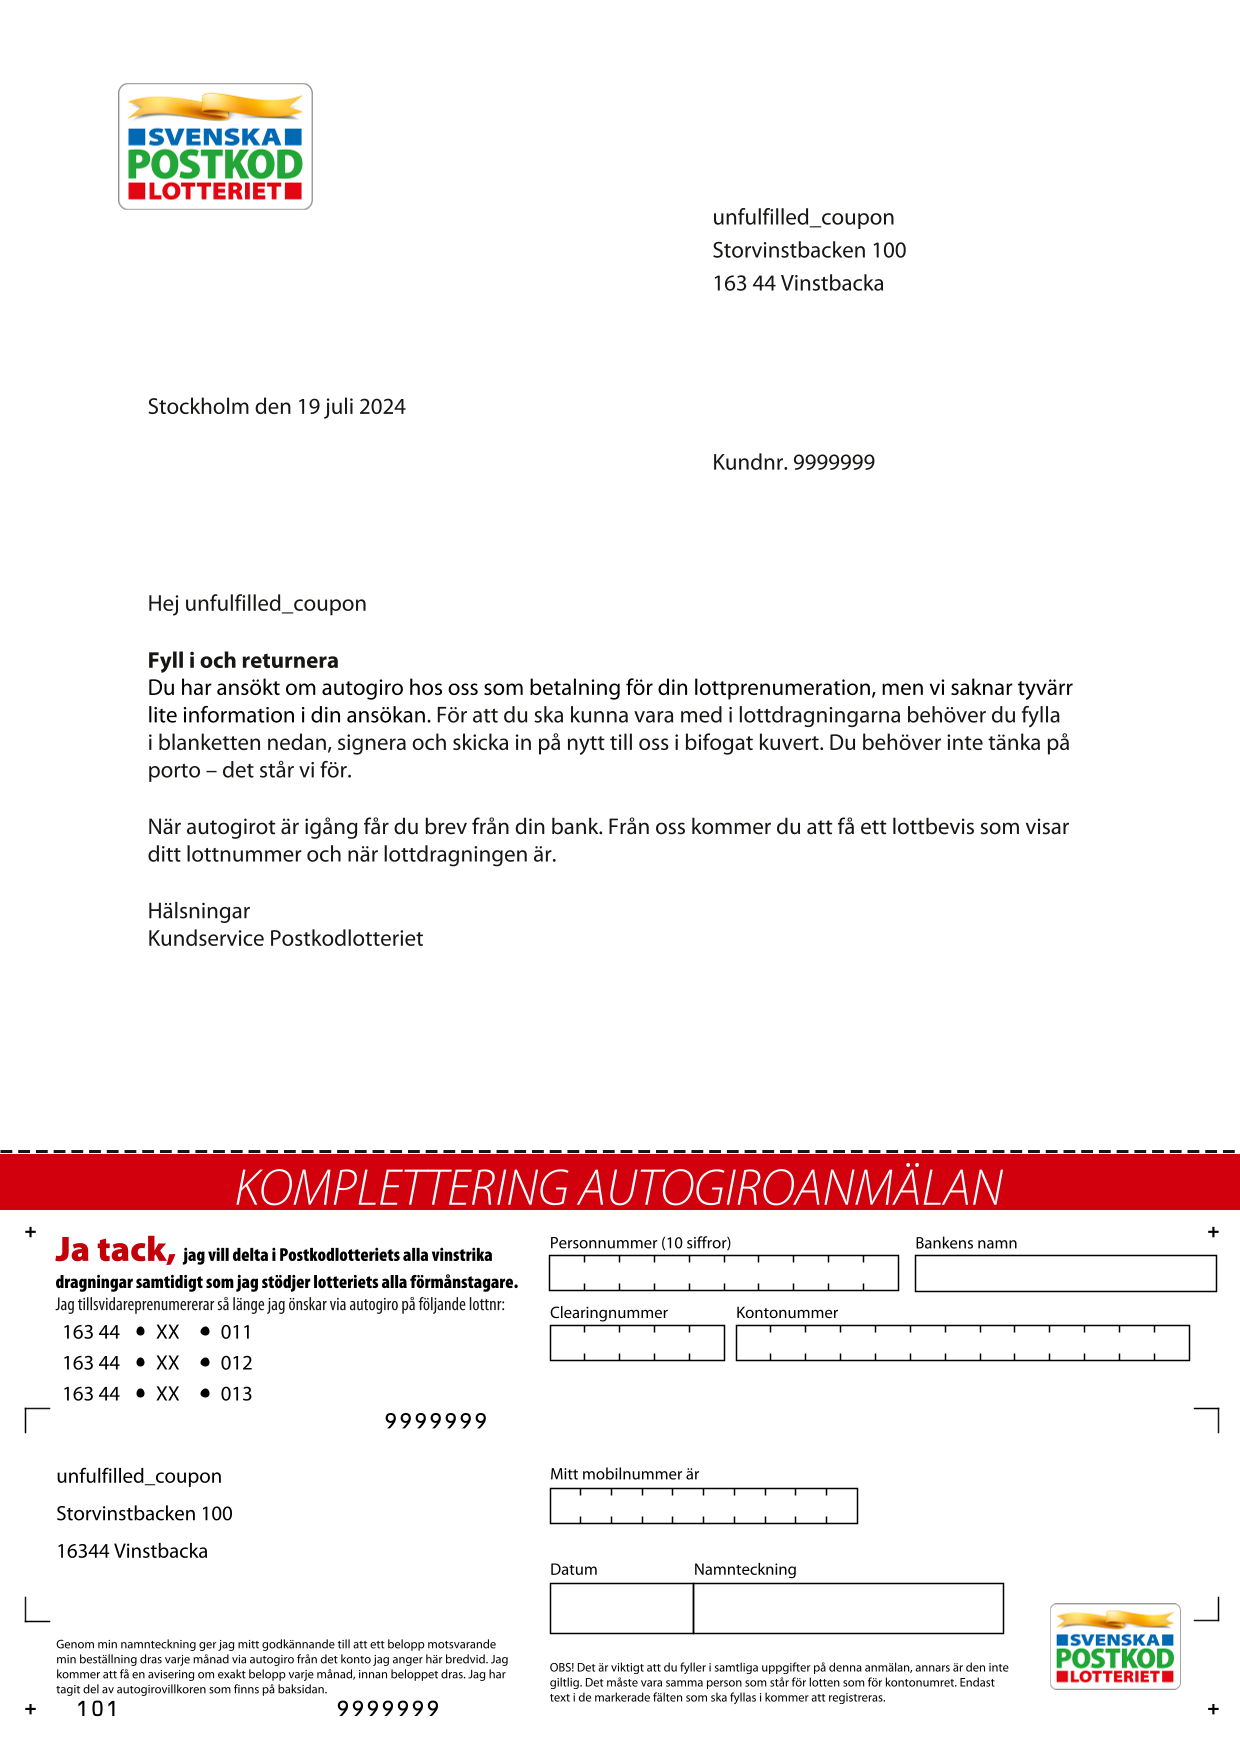 SVENSKA
POSTKOD
LOTTERIET
unfulfilled_coupon
Storvinstbacken 100
163 44 Vinstbacka
Stockholm den 19 juli 2024
Kundnr. 9999999
Hej unfulfilled_coupon
Fyll i och returnera
Du har ansökt om autogiro hos oss som betalning för din lottprenumeration, men vi saknar tyvärr
lite information i din ansökan. För att du ska kunna vara med i lottdragningarna behöver du fylla
i blanketten nedan, signera och skicka in på nytt till oss i bifogat kuvert. Du behöver inte tänka på
porto – det står vi för.
När autogirot är igång får du brev från din bank. Från oss kommer du att få ett lottbevis som visar
ditt lottnummer och när lottdragningen är.
Hälsningar
Kundservice Postkodlotteriet
KOMPLETTERING AUTOGIROANMÄLAN
Ja tack, jag vill delta i Postkodlotteriets alla vinstrika
dragningar samtidigt som jag stödjer lotteriets alla förmånstagare.
Jag tillsvidareprenumererar så länge jag önskar via autogiro på följande lottnr:
163 44 • XX • 011
163 44 • XX • 012
163 44 • XX • 013
9999999
unfulfilled_coupon
Storvinstbacken 100
16344 Vinstbacka
Genom min namnteckning ger jag mitt godkännande till att ett belopp motsvarande
min beställning dras varje månad via autogiro från det konto jag anger här bredvid. Jag
kommer att få en avisering om exakt belopp varje månad, innan beloppet dras. Jag har
tagit del av autogirovillkoren som finns på baksidan.
101 9999999
Personnummer (10 siffror) Bankens namn
Clearingnummer Kontonummer
Mitt mobilnummer är
Datum Namnteckning
OBS! Det är viktigt att du fyller i samtliga uppgifter på denna anmälan, annars är den inte
giltlig. Det måste vara samma person som står för lotten som för kontonumret. Endast
text i de markerade fälten som ska fyllas i kommer att registreras.
SVENSKA
POSTKOD
LOTTERIET